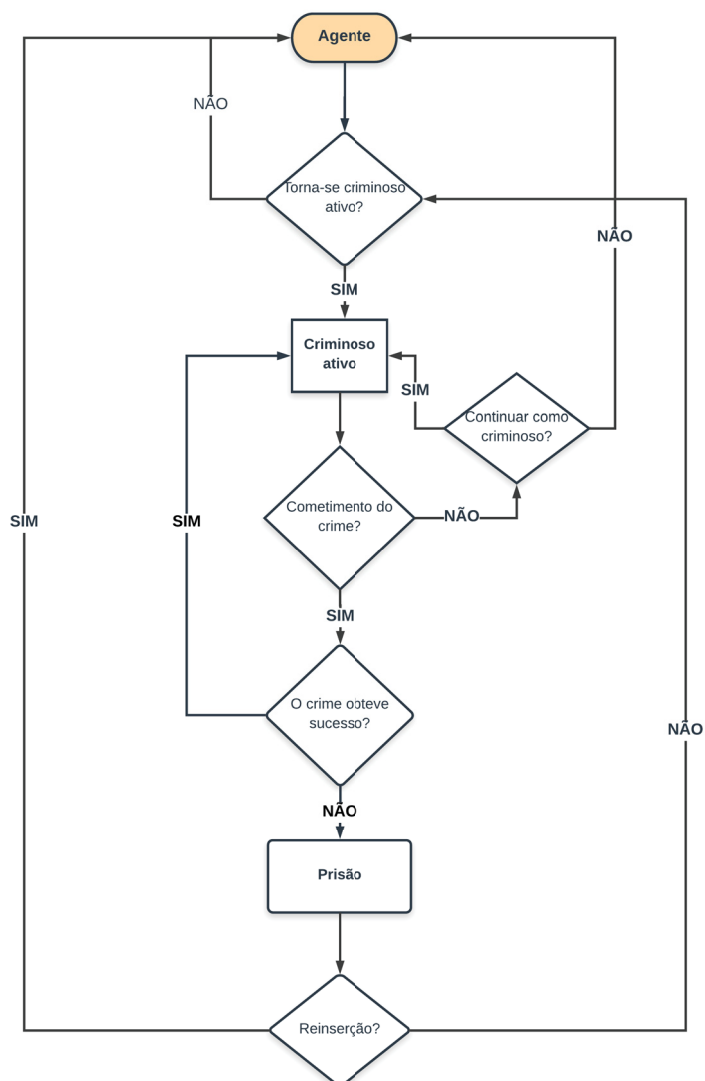 Agente
NÃO
Torna-se criminoso
ativo?
NÃO
SIM
Criminoso
ativo
SIM
Continuar como
criminoso?
Cometimento do
crime?
NÃO
SIM
SIM
SIM
O crime obteve
sucesso?
NÃO
NÃO
Prisão
Reinserção?